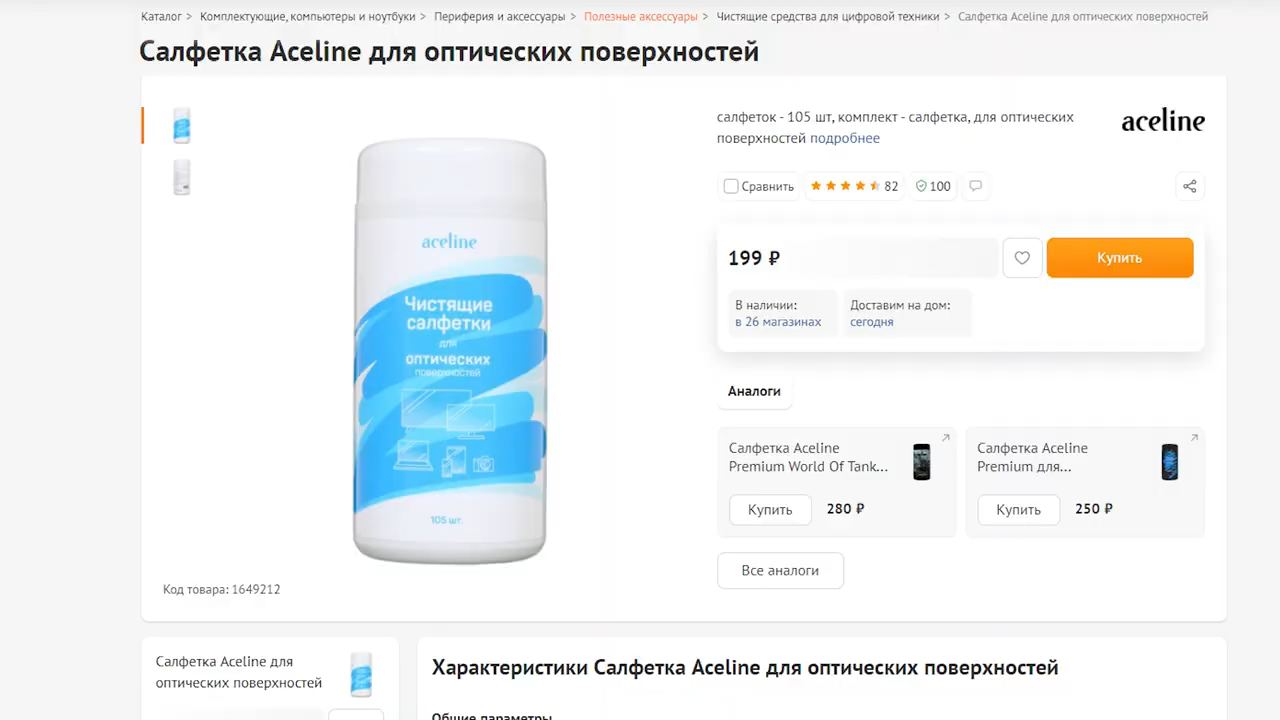 Каталог > Комплектующие, компьютеры и ноутбуки > Периферия и аксессуары > Полезные аксессуары > Чистящие средства для цифровой техники > Салфетка Aceline для оптических поверхностей
Салфетка Aceline для оптических поверхностей
салфеток - 105 шт, комплект - салфетка, для оптических
поверхностей подробнее
aceline
Сравнить 82 100
199 ₽
Купить
В наличии:
в 26 магазинах
Доставим на дом:
сегодня
aceline
Чистящие
салфетки
для
оптических
поверхностей
105 шт.
Код товара: 1649212
Аналоги
Салфетка Aceline
Premium World Of Tank...
Купить 280 ₽
Салфетка Aceline
Premium для...
Купить 250 ₽
Все аналоги
Салфетка Aceline для
оптических поверхностей
Характеристики Салфетка Aceline для оптических поверхностей
Общие параметры